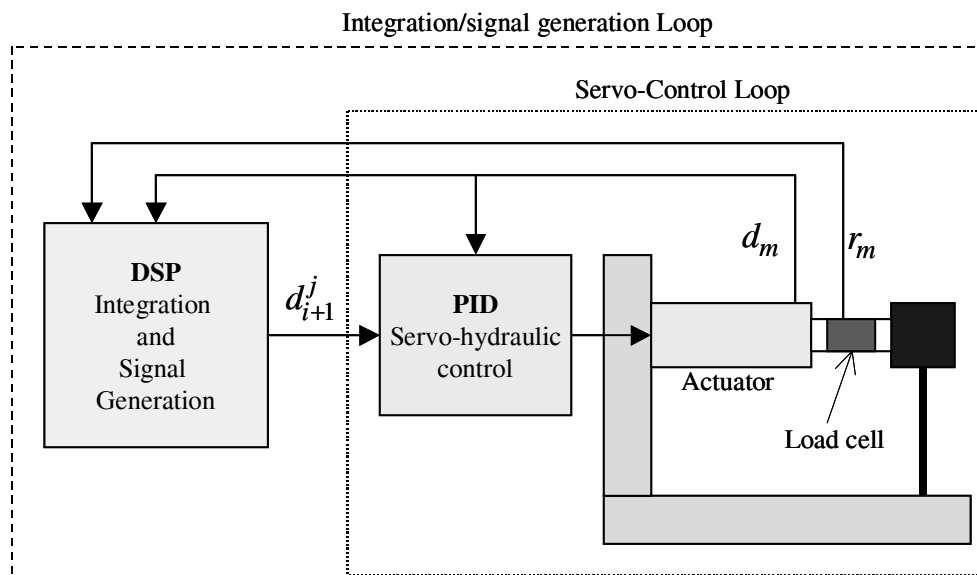 Integration/signal generation Loop
Servo-Control Loop
DSP
Integration
and
Signal
Generation
d_{i+1}^{j}
PID
Servo-hydraulic
control
d_m
r_m
Actuator
Load cell